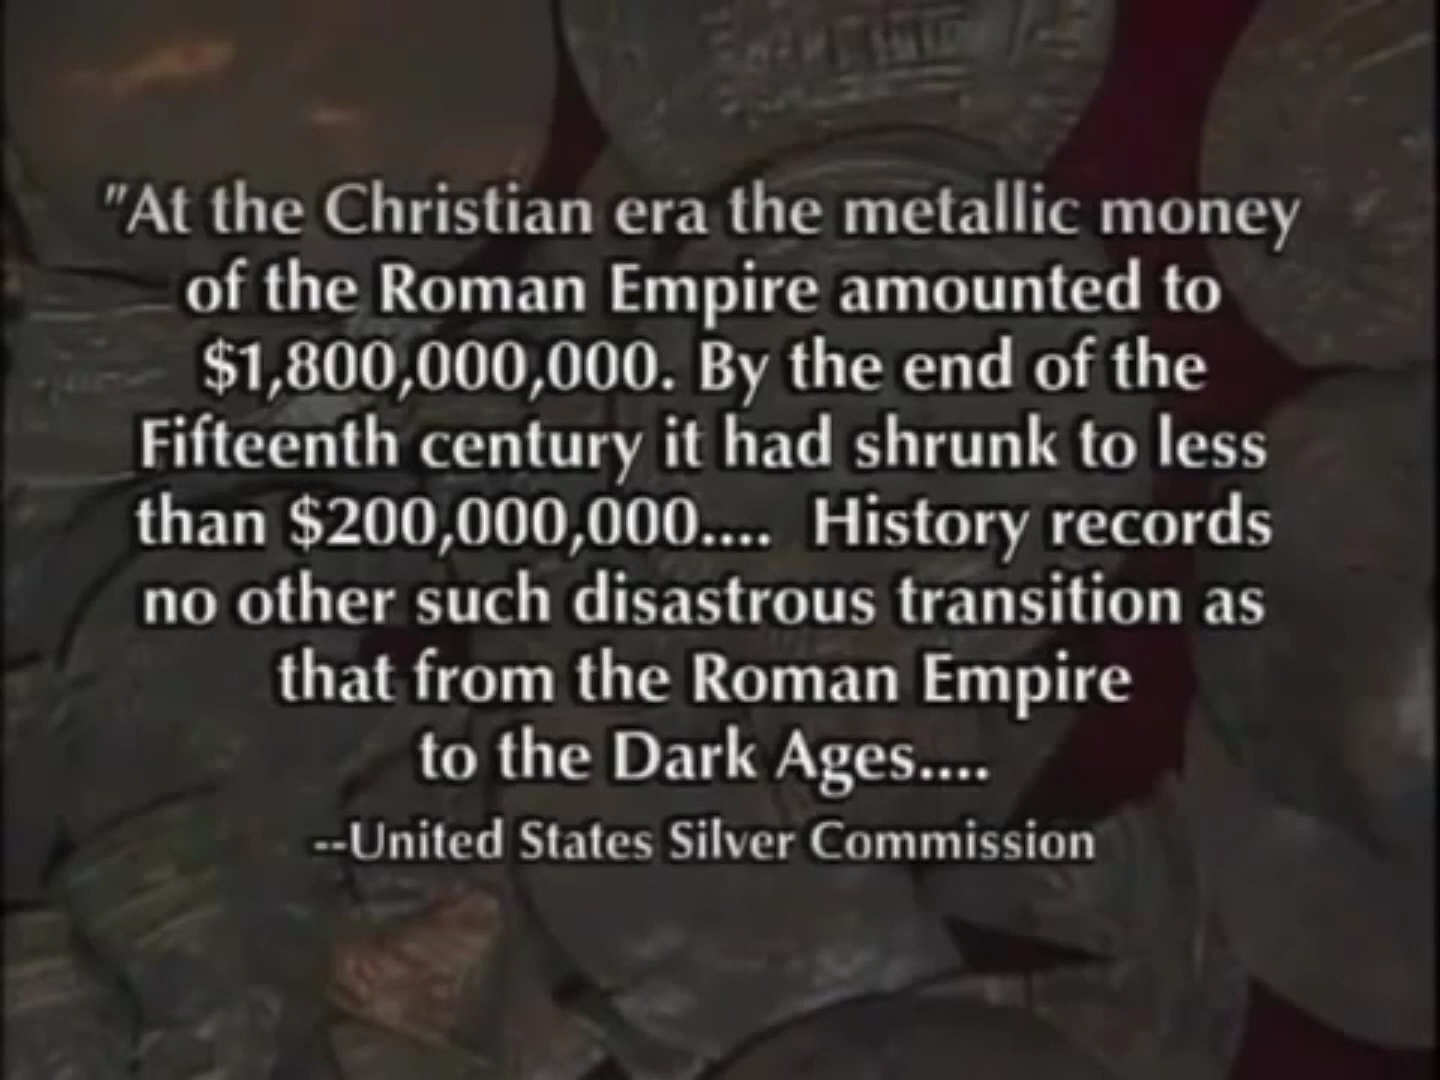 "At the Christian era the metallic money
of the Roman Empire amounted to
$1,800,000,000. By the end of the
Fifteenth century it had shrunk to less
than $200,000,000.... History records
no other such disastrous transition as
that from the Roman Empire
to the Dark Ages....
--United States Silver Commission